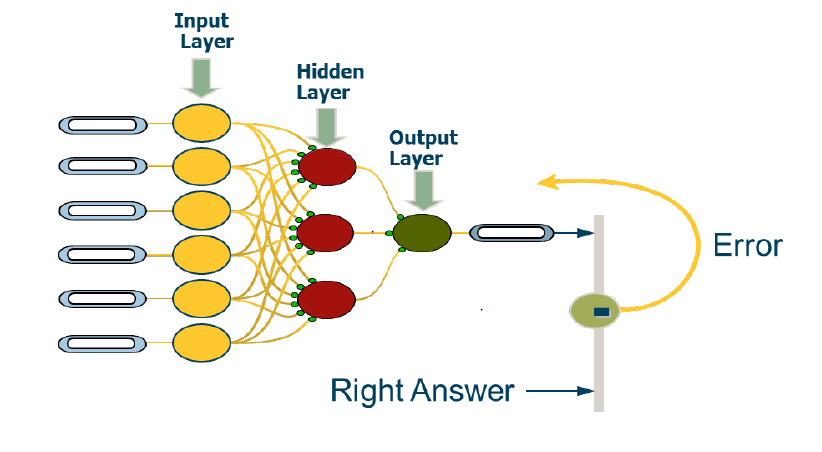 Input
Layer
Hidden
Layer
Output
Layer
Error
Right Answer